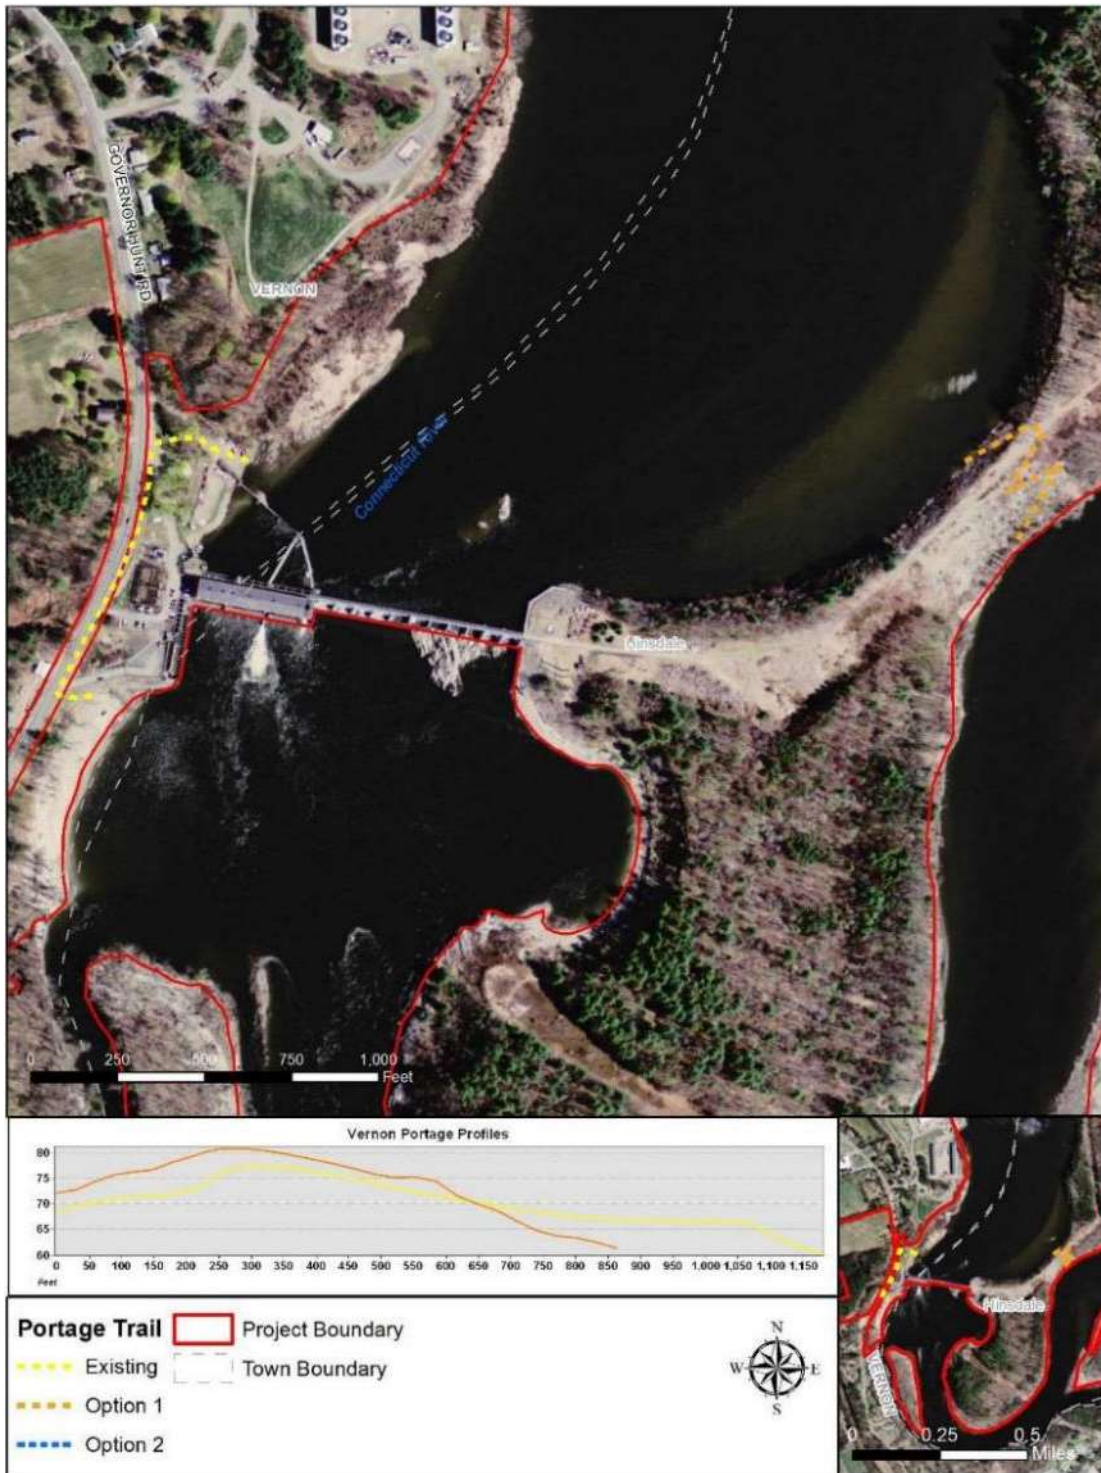 GOVERNOR HUNT RD
VERNON
Connecticut River
Hinsdale
0 250 500 750 1,000
Feet
Vernon Portage Profiles
80
75
70
65
60
0 50 100 150 200 250 300 350 400 450 500 550 600 650 700 750 800 850 900 950 1,000 1,050 1,100 1,150
Feet
Portage Trail
Project Boundary
Existing
Town Boundary
Option 1
Option 2
N
W E
S
Hinsdale
VERNON
0 0.25 0.5
Miles